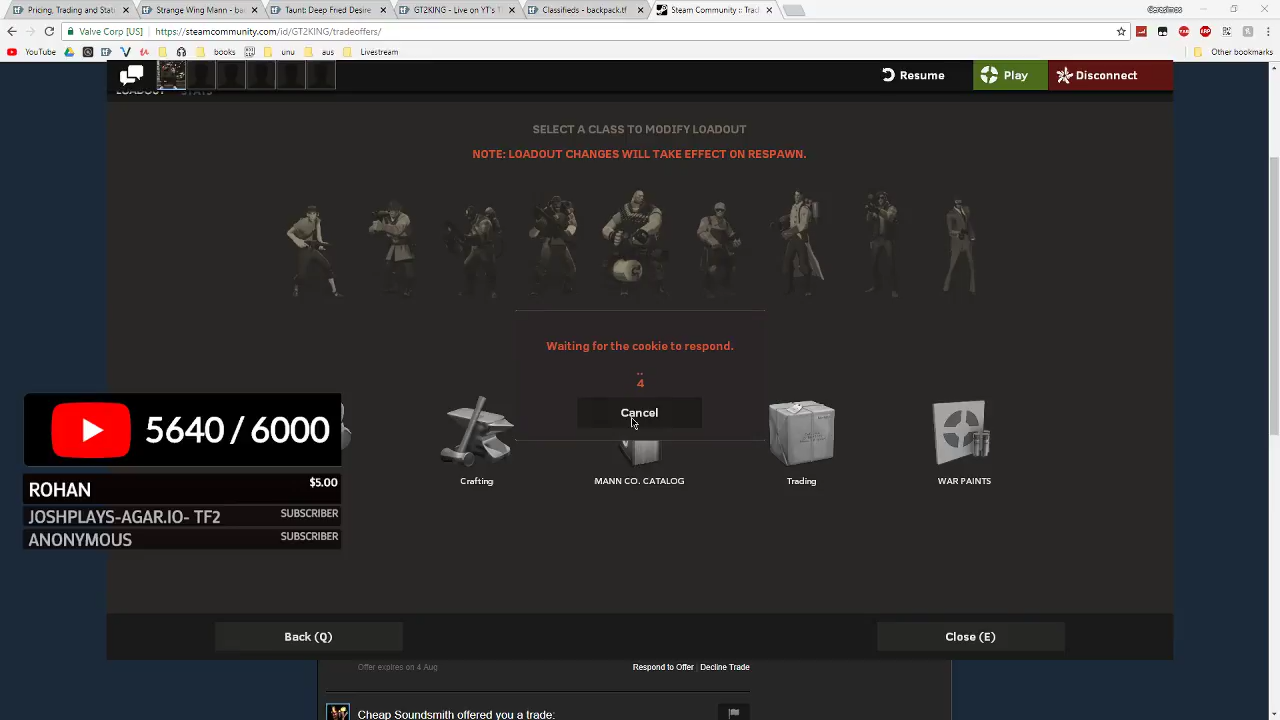 Pricing, Trading and Stati
Strange Wing Mann - ba
Taunt: Deep Fried Desire
GT2KING - Live on YT's T
Classifieds - backpack.tf
Steam Community :: Trad
Valve Corp [US] https://steamcommunity.com/id/GT2KING/tradeoffers/
YouTube books uni aus Livestream Other bookmarks
Resume Play Disconnect
LOADOUT STATS
SELECT A CLASS TO MODIFY LOADOUT
NOTE: LOADOUT CHANGES WILL TAKE EFFECT ON RESPAWN.
Waiting for the cookie to respond.
..
4
Cancel
5640 / 6000
Crafting MANN CO. CATALOG Trading WAR PAINTS
ROHAN $5.00
JOSHPLAYS-AGAR.IO- TF2 SUBSCRIBER
ANONYMOUS SUBSCRIBER
Back (Q) Close (E)
Offer expires on 4 Aug Respond to Offer | Decline Trade
Cheap Soundsmith offered you a trade: